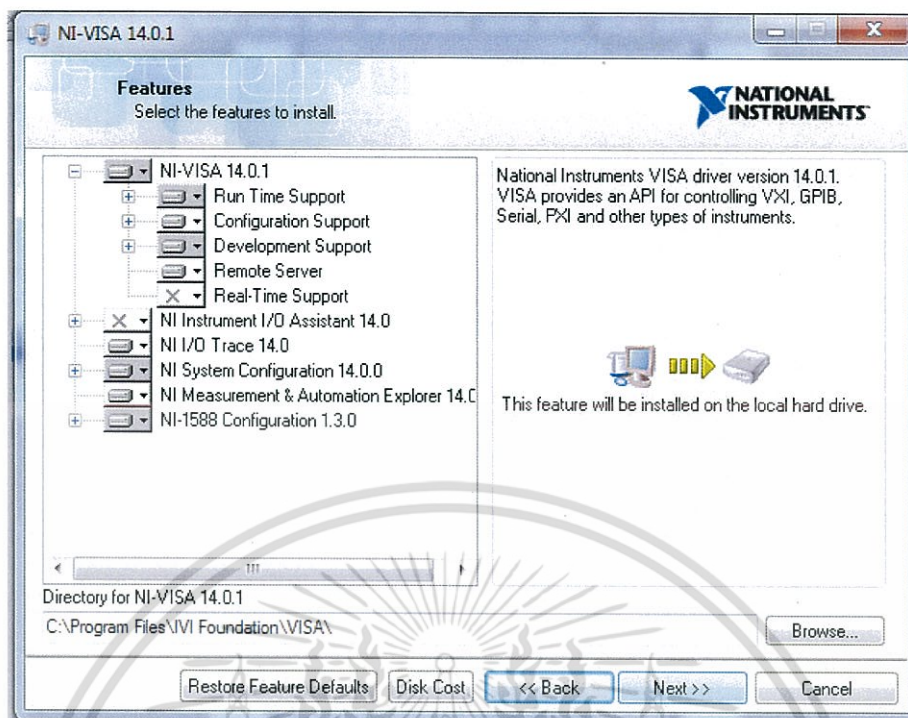 NI-VISA 14.0.1
Features
Select the features to install.
NATIONAL
INSTRUMENTS™
NI-VISA 14.0.1
Run Time Support
Configuration Support
Development Support
Remote Server
Real-Time Support
NI Instrument I/O Assistant 14.0
NI I/O Trace 14.0
NI System Configuration 14.0.0
NI Measurement & Automation Explorer 14.0
NI-1588 Configuration 1.3.0
National Instruments VISA driver version 14.0.1.
VISA provides an API for controlling VXI, GPIB,
Serial, PXI and other types of instruments.
This feature will be installed on the local hard drive.
Directory for NI-VISA 14.0.1
C:\Program Files\IVI Foundation\VISA\
Browse...
Restore Feature Defaults
Disk Cost
<< Back
Next >>
Cancel